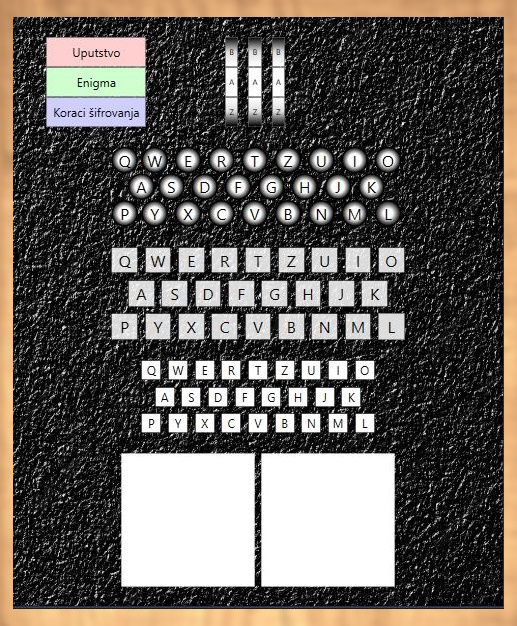 Uputstvo
Enigma
Koraci šifrovanja
B B B
A A A
Z Z Z
Q W E R T Z U I O
A S D F G H J K
P Y X C V B N M L
Q W E R T Z U I O
A S D F G H J K
P Y X C V B N M L
Q W E R T Z U I O
A S D F G H J K
P Y X C V B N M L